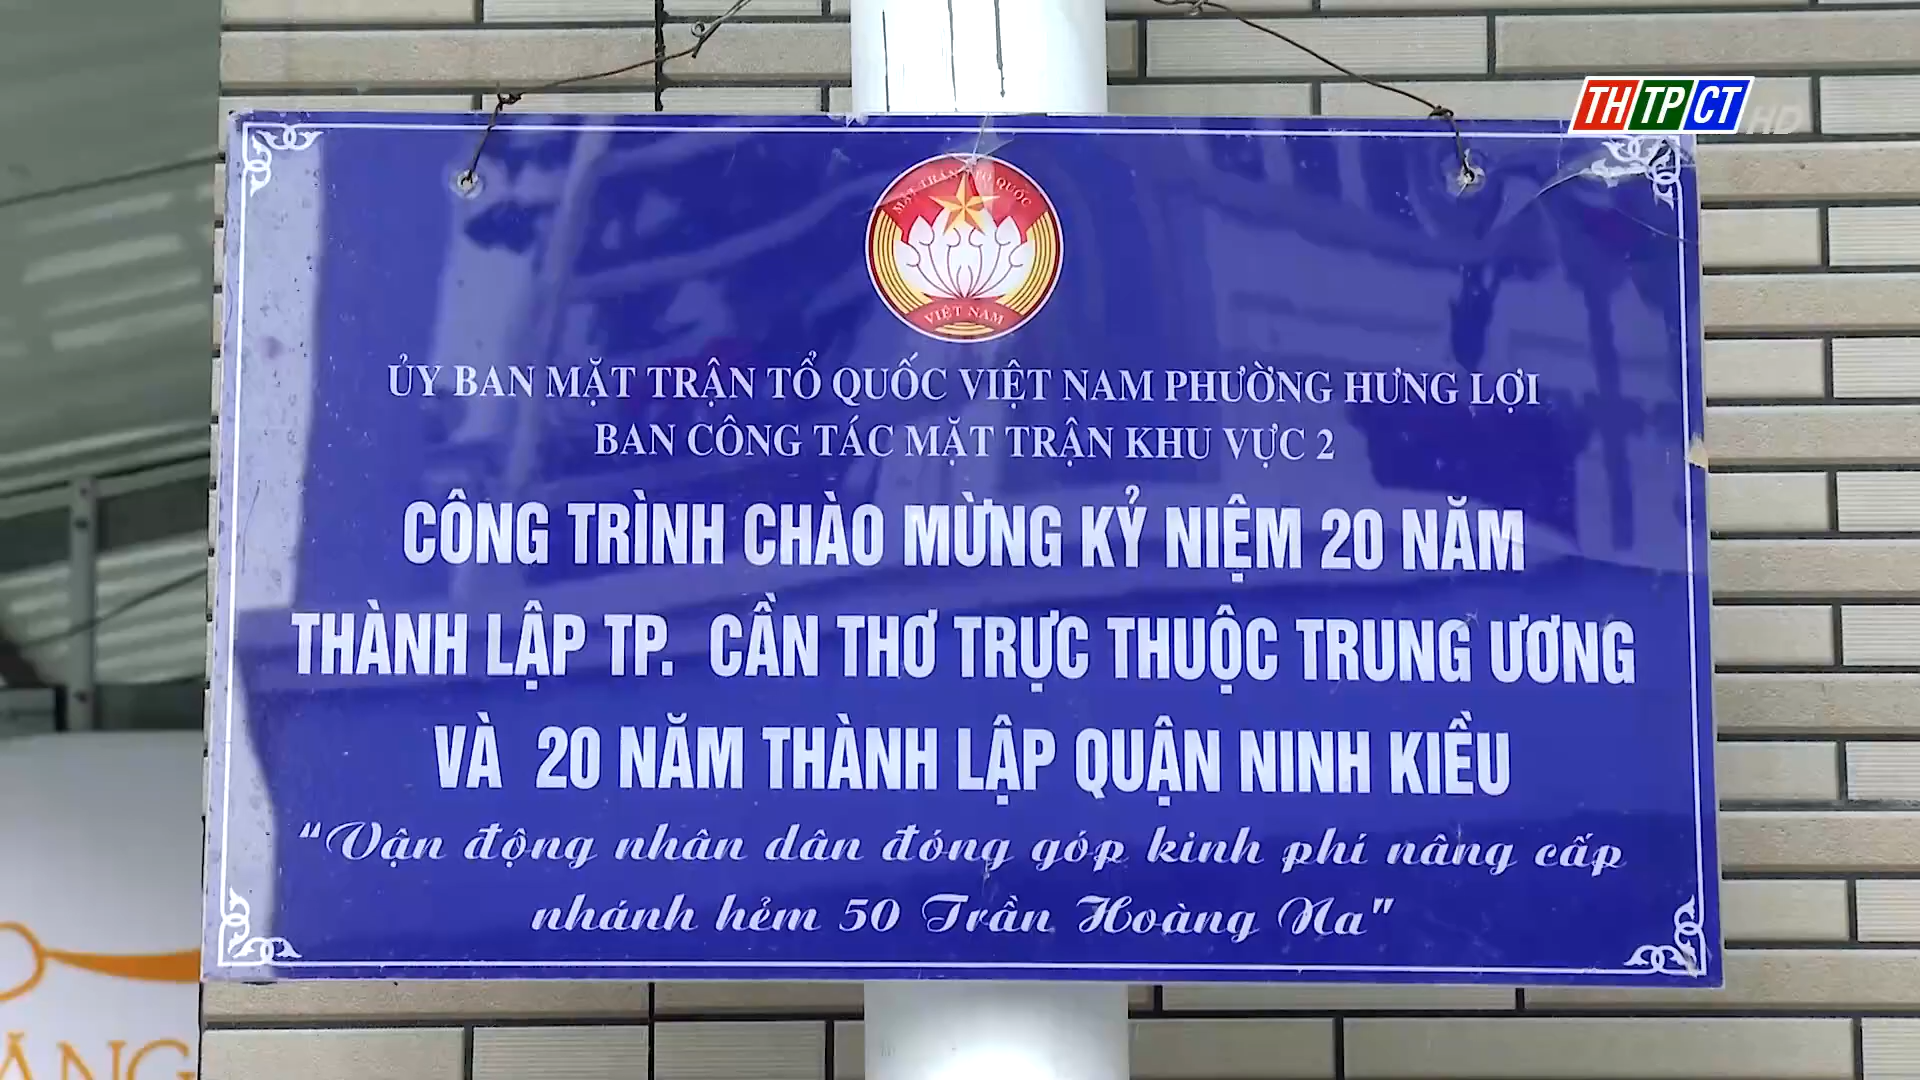 THTPCT HD
MẶT TRẬN TỔ QUỐC
VIỆT NAM
ỦY BAN MẶT TRẬN TỔ QUỐC VIỆT NAM PHƯỜNG HƯNG LỢI
BAN CÔNG TÁC MẶT TRẬN KHU VỰC 2
CÔNG TRÌNH CHÀO MỪNG KỶ NIỆM 20 NĂM
THÀNH LẬP TP. CẦN THƠ TRỰC THUỘC TRUNG ƯƠNG
VÀ 20 NĂM THÀNH LẬP QUẬN NINH KIỀU
“Vận động nhân dân đóng góp kinh phí nâng cấp
nhánh hẻm 50 Trần Hoàng Na”
ĂNG